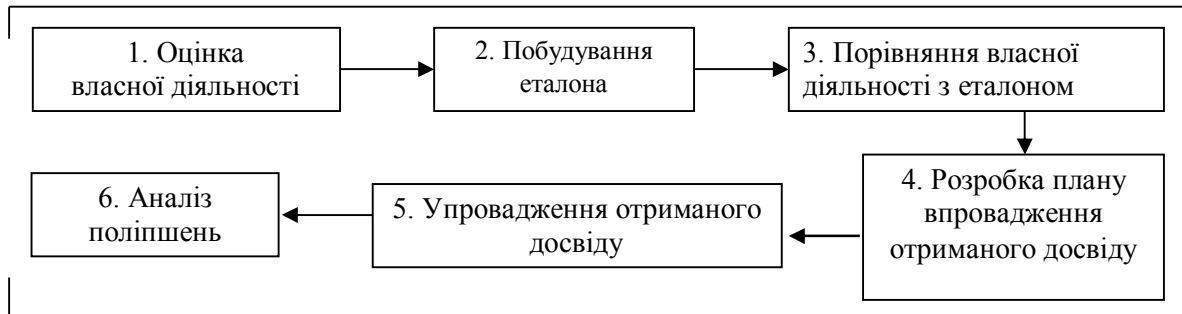 1. Оцінка
власної діяльності
2. Побудування
еталона
3. Порівняння власної
діяльності з еталоном
4. Розробка плану
впровадження
отриманого досвіду
5. Упровадження отриманого
досвіду
6. Аналіз
поліпшень